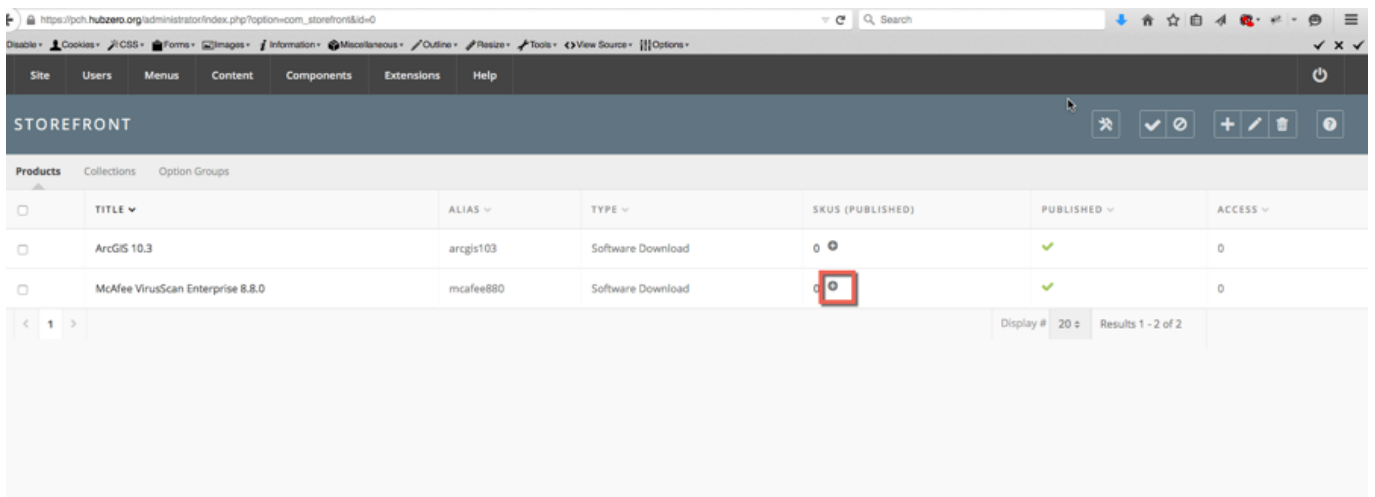 https://pch.hubzero.org/administrator/index.php?option=com_storefront&id=0 Search
Disable Cookies CSS Forms Images Information Miscellaneous Outline Resize Tools View Source Options
Site Users Menus Content Components Extensions Help
STOREFRONT
Products Collections Option Groups
TITLE ALIAS TYPE SKUS (PUBLISHED) PUBLISHED ACCESS
ArcGIS 10.3 arcgis103 Software Download 0 0
McAfee VirusScan Enterprise 8.8.0 mcafee880 Software Download 0 0
< 1 > Display # 20 Results 1 - 2 of 2